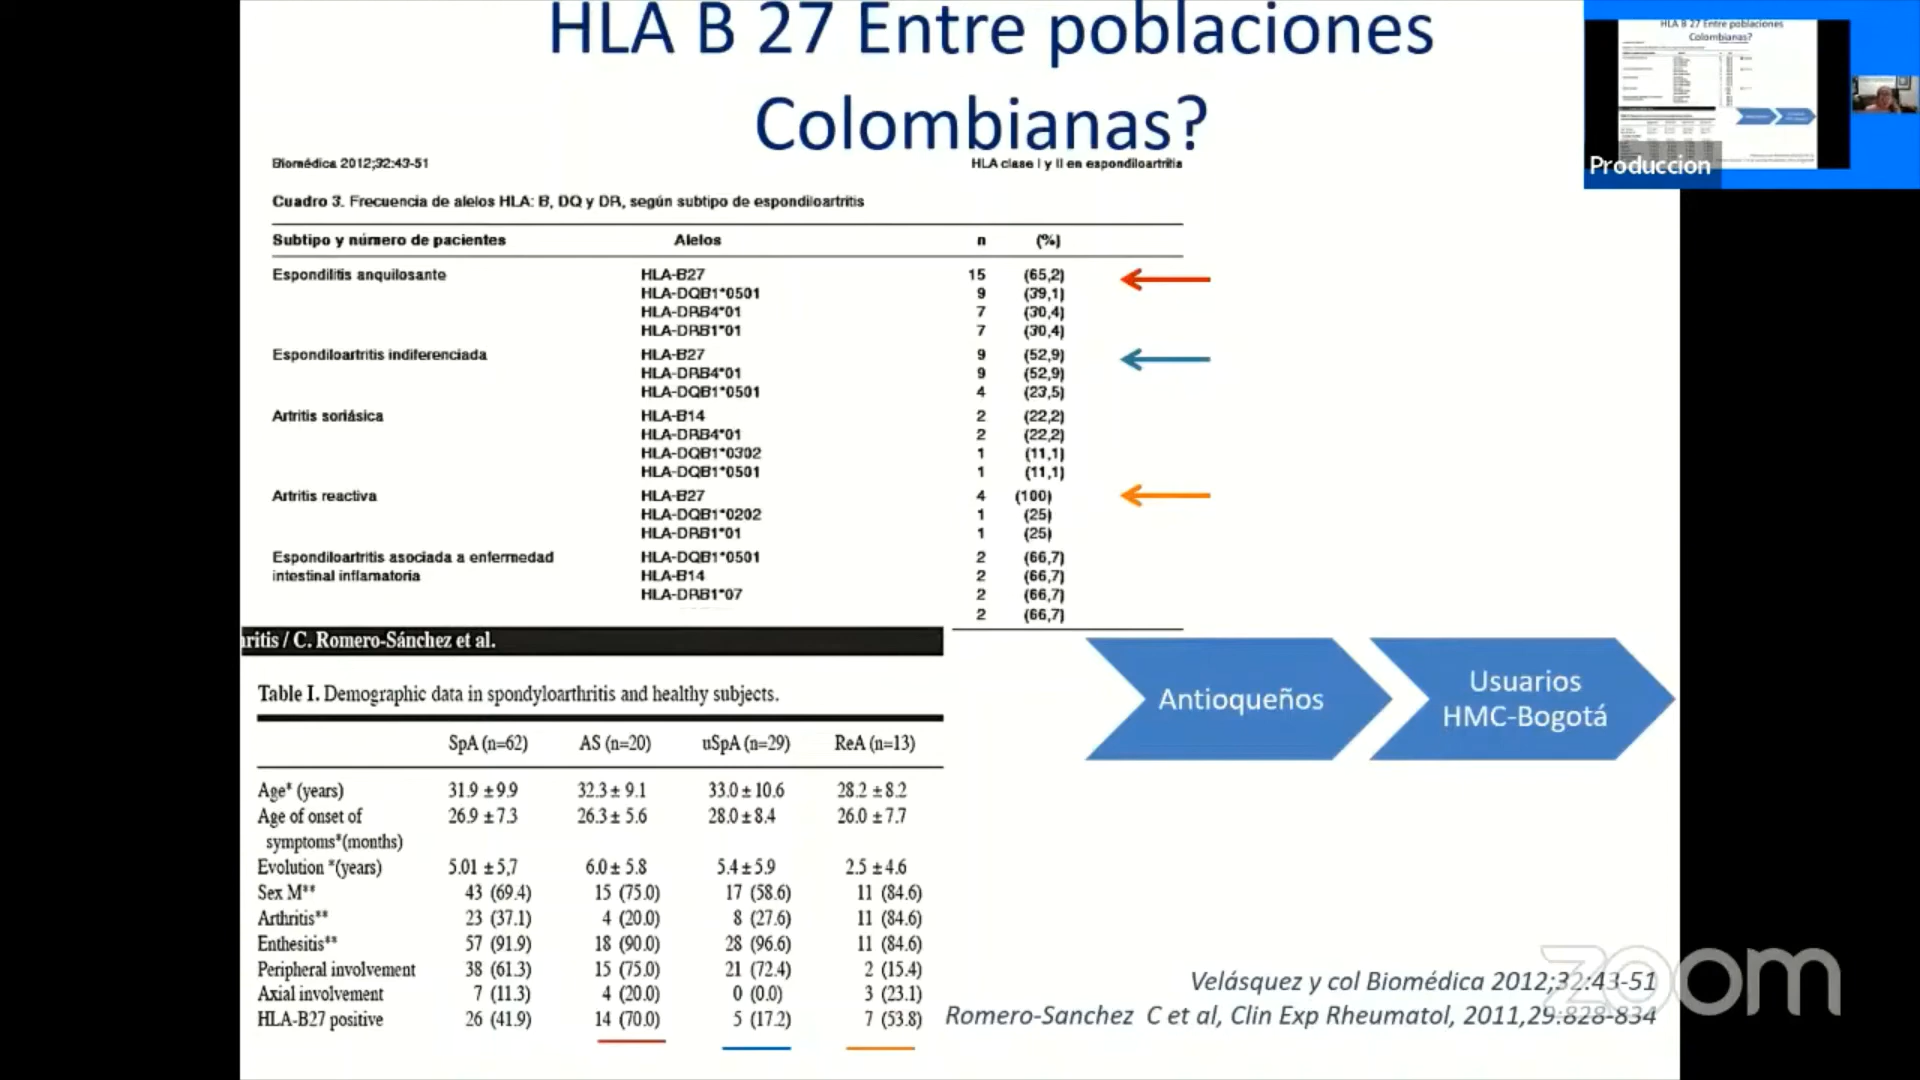 HLA B 27 Entre poblaciones
Colombianas?
Biomédica 2012;32:43-51
HLA clase I y II en espondiloartritis
Cuadro 3. Frecuencia de alelos HLA: B, DQ y DR, según subtipo de espondiloartritis
Subtipo y número de pacientes Alelos n (%)
Espondilitis anquilosante HLA-B27 15 (65,2)
HLA-DQB1*0501 9 (39,1)
HLA-DRB4*01 7 (30,4)
HLA-DRB1*01 7 (30,4)
Espondiloartritis indiferenciada HLA-B27 9 (52,9)
HLA-DRB4*01 9 (52,9)
HLA-DQB1*0501 4 (23,5)
Artritis soriásica HLA-B14 2 (22,2)
HLA-DRB4*01 2 (22,2)
HLA-DQB1*0302 1 (11,1)
HLA-DQB1*0501 1 (11,1)
Artritis reactiva HLA-B27 4 (100)
HLA-DQB1*0202 1 (25)
HLA-DRB1*01 1 (25)
Espondiloartritis asociada a enfermedad HLA-DQB1*0501 2 (66,7)
intestinal inflamatoria HLA-B14 2 (66,7)
HLA-DRB1*07 2 (66,7)
2 (66,7)
ritis / C. Romero-Sánchez et al.
Table I. Demographic data in spondyloarthritis and healthy subjects.
SpA (n=62) AS (n=20) uSpA (n=29) ReA (n=13)
Age* (years) 31.9 ±9.9 32.3 ± 9.1 33.0 ± 10.6 28.2 ±8.2
Age of onset of 26.9 ±7.3 26.3 ± 5.6 28.0 ±8.4 26.0 ±7.7
symptoms*(months)
Evolution *(years) 5.01 ±5,7 6.0 ± 5.8 5.4 ±5.9 2.5 ±4.6
Sex M** 43 (69.4) 15 (75.0) 17 (58.6) 11 (84.6)
Arthritis** 23 (37.1) 4 (20.0) 8 (27.6) 11 (84.6)
Enthesitis** 57 (91.9) 18 (90.0) 28 (96.6) 11 (84.6)
Peripheral involvement 38 (61.3) 15 (75.0) 21 (72.4) 2 (15.4)
Axial involvement 7 (11.3) 4 (20.0) 0 (0.0) 3 (23.1)
HLA-B27 positive 26 (41.9) 14 (70.0) 5 (17.2) 7 (53.8)
Antioqueños
Usuarios
HMC-Bogotá
Velásquez y col Biomédica 2012;32:43-51
Romero-Sanchez C et al, Clin Exp Rheumatol, 2011,29:828-834
zoom
HLA B 27 Entre poblaciones
Colombianas?
Producción